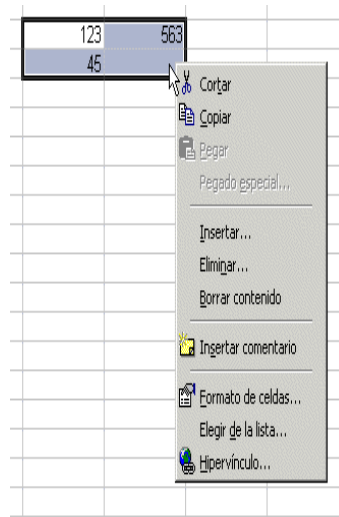 123 563
45
Cortar
Copiar
Pegar
Pegado especial...
Insertar...
Eliminar...
Borrar contenido
Insertar comentario
Formato de celdas...
Elegir de la lista...
Hipervínculo...